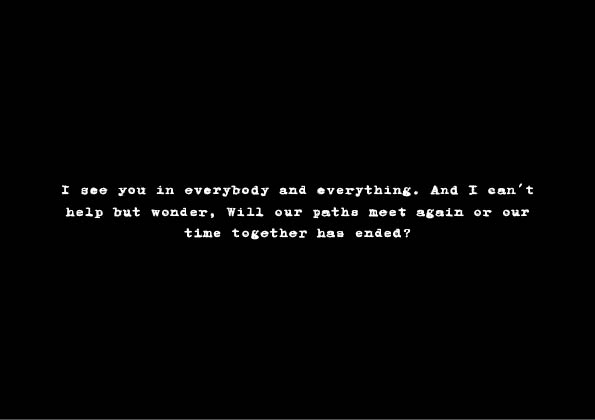 I see you in everybody and everything. And I can't
help but wonder, Will our paths meet again or our
time together has ended?